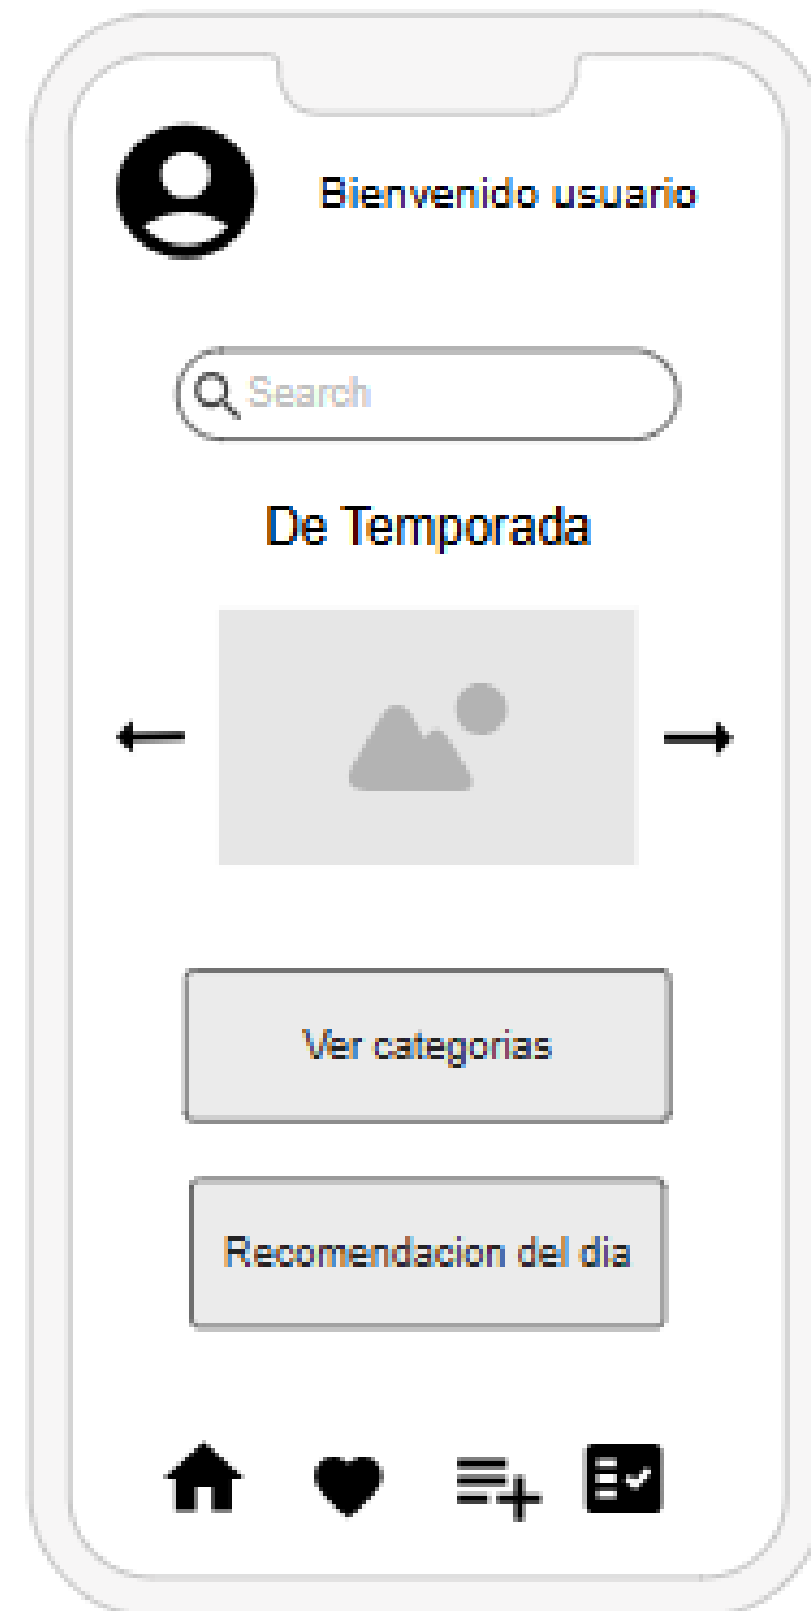 Bienvenido usuario
Search
De Temporada
Ver categorias
Recomendacion del dia